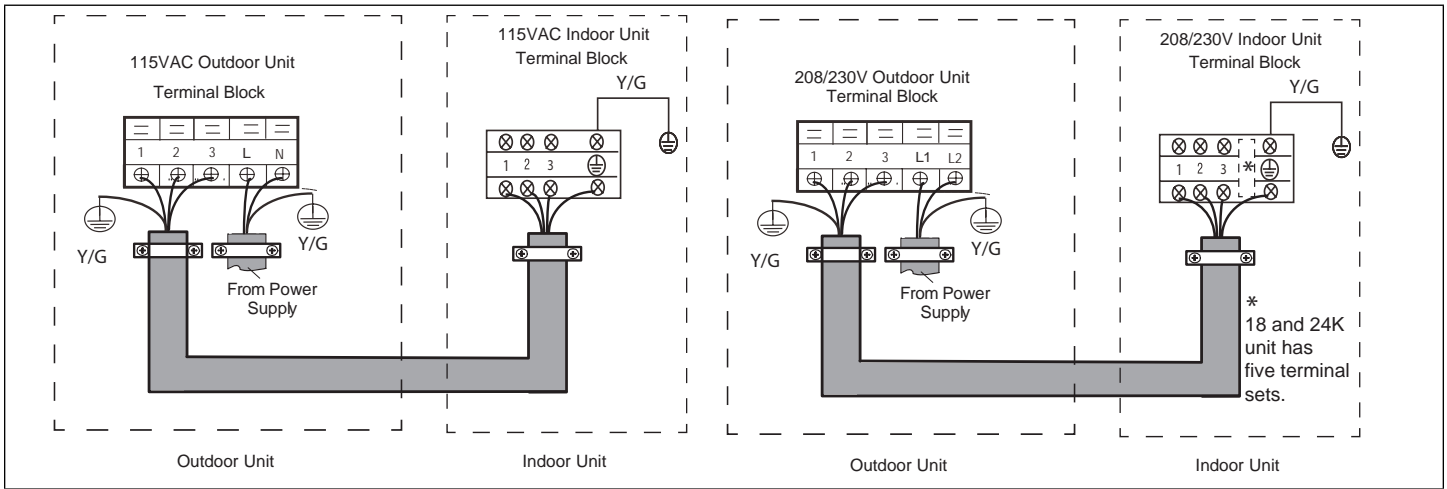 115VAC Outdoor Unit
Terminal Block
1 2 3 L N
Y/G
Y/G
From Power
Supply
Outdoor Unit
115VAC Indoor Unit
Terminal Block
Y/G
1 2 3
Indoor Unit
208/230V Outdoor Unit
Terminal Block
1 2 3 L1 L2
Y/G
Y/G
From Power
Supply
Outdoor Unit
208/230V Indoor Unit
Terminal Block
Y/G
1 2 3 *
*
18 and 24K
unit has
five terminal
sets.
Indoor Unit